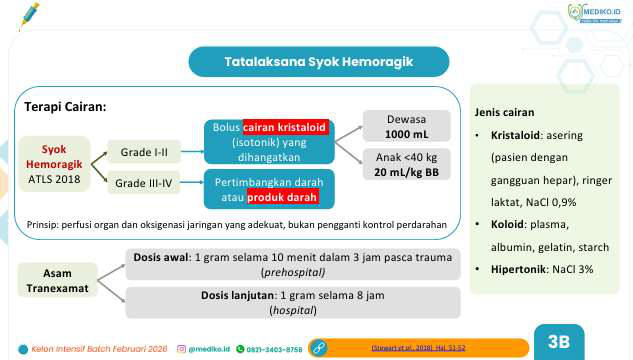 MEDIKO.ID
Tatalaksana Syok Hemoragik
Terapi Cairan:
Syok
Hemoragik
ATLS 2018
Grade I-II
Grade III-IV
Bolus cairan kristaloid
(isotonik) yang
dihangatkan
Pertimbangkan darah
atau produk darah
Dewasa
1000 mL
Anak <40 kg
20 mL/kg BB
Prinsip: perfusi organ dan oksigenasi jaringan yang adekuat, bukan pengganti kontrol perdarahan
Jenis cairan
• Kristaloid: asering
(pasien dengan
gangguan hepar), ringer
laktat, NaCl 0,9%
• Koloid: plasma,
albumin, gelatin, starch
• Hipertonik: NaCl 3%
Asam
Tranexamat
Dosis awal: 1 gram selama 10 menit dalam 3 jam pasca trauma
(prehospital)
Dosis lanjutan: 1 gram selama 8 jam
(hospital)
Kelon Intensif Batch Februari 2026
@mediko.id
0821-3403-8758
(Stewart et al., 2018) Hal. 51-52
3B